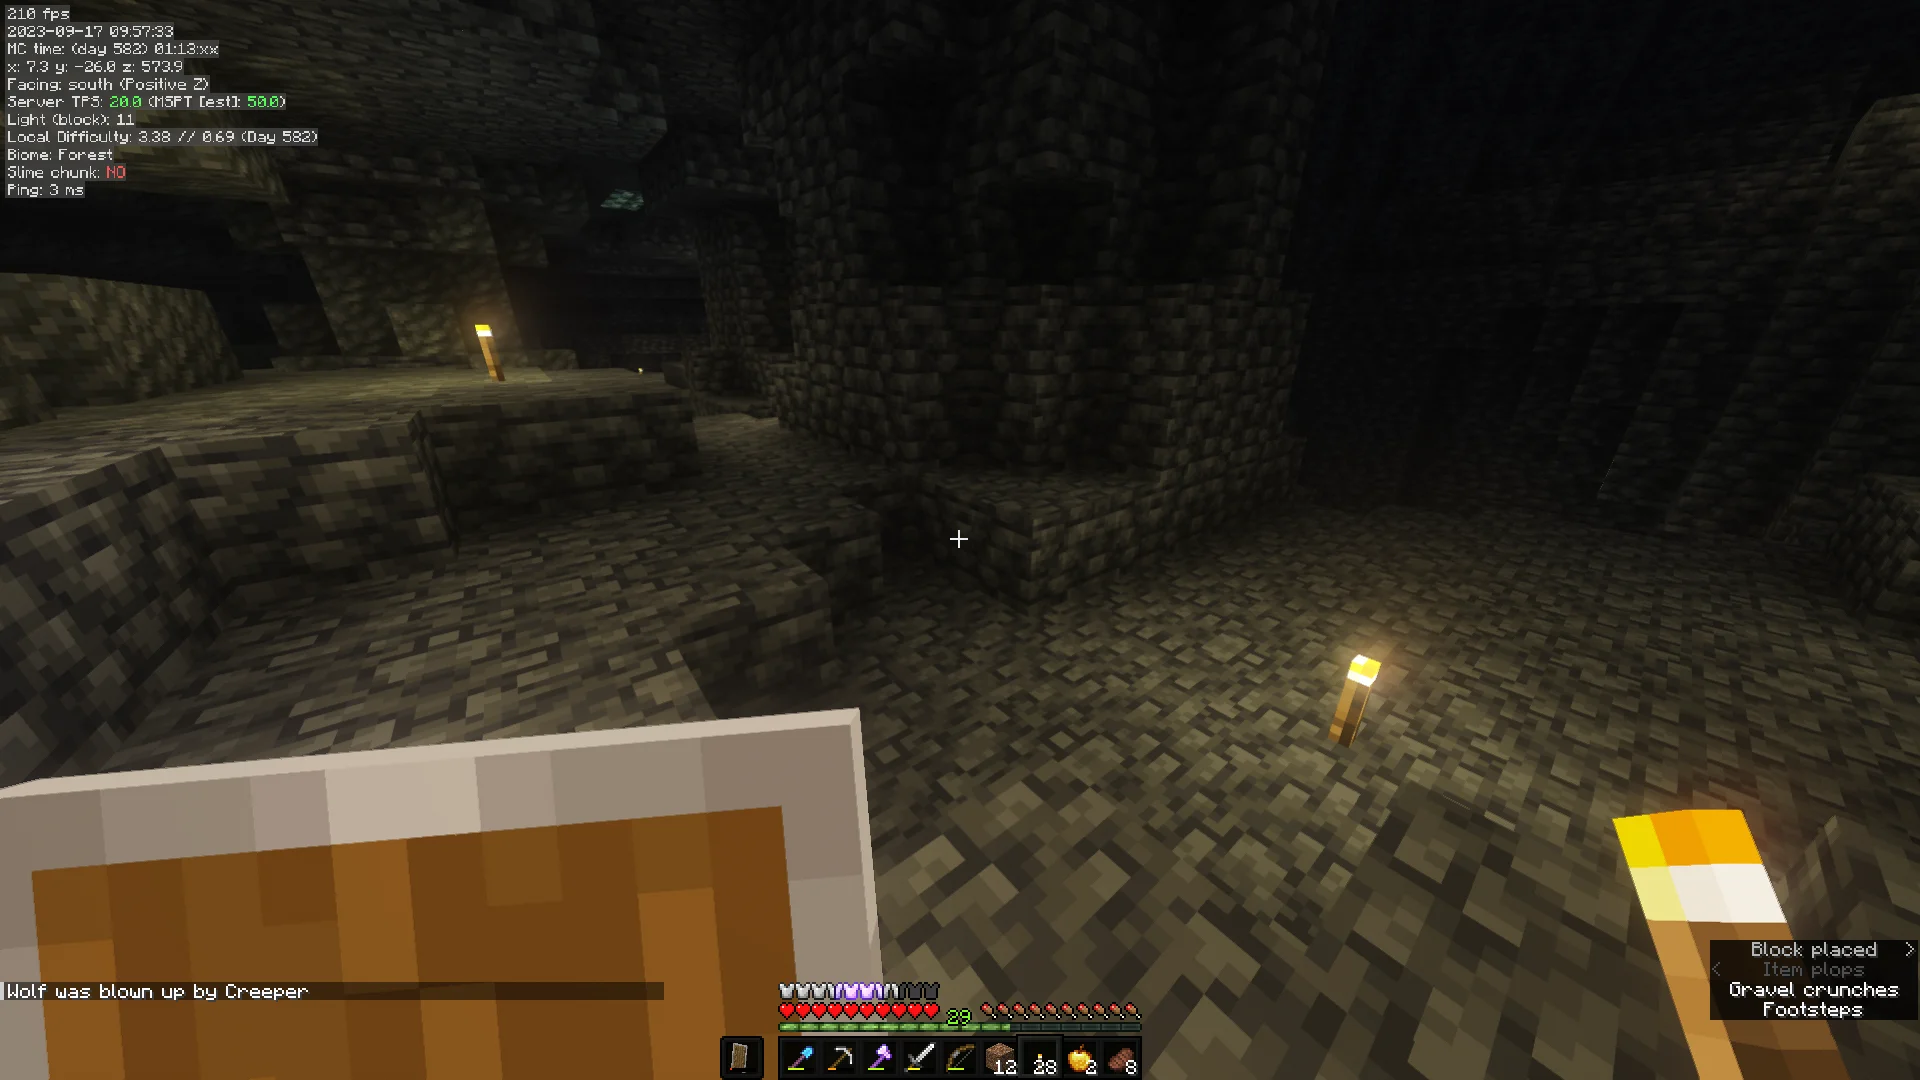 210 fps
2023-09-17 09:57:33
MC time: (day 582) 01:13:xx
x: 7.3 y: -26.0 z: 573.9
Facing: south (Positive Z)
Server TPS: 20.0 (MSPT [est]: 50.0)
Light (block): 11
Local Difficulty: 3.38 // 0.69 (Day 582)
Biome: Forest
Slime chunk: NO
Ping: 3 ms
Block placed >
< Item plops
Gravel crunches
Footsteps
Wolf was blown up by Creeper
29
12 28 2 8